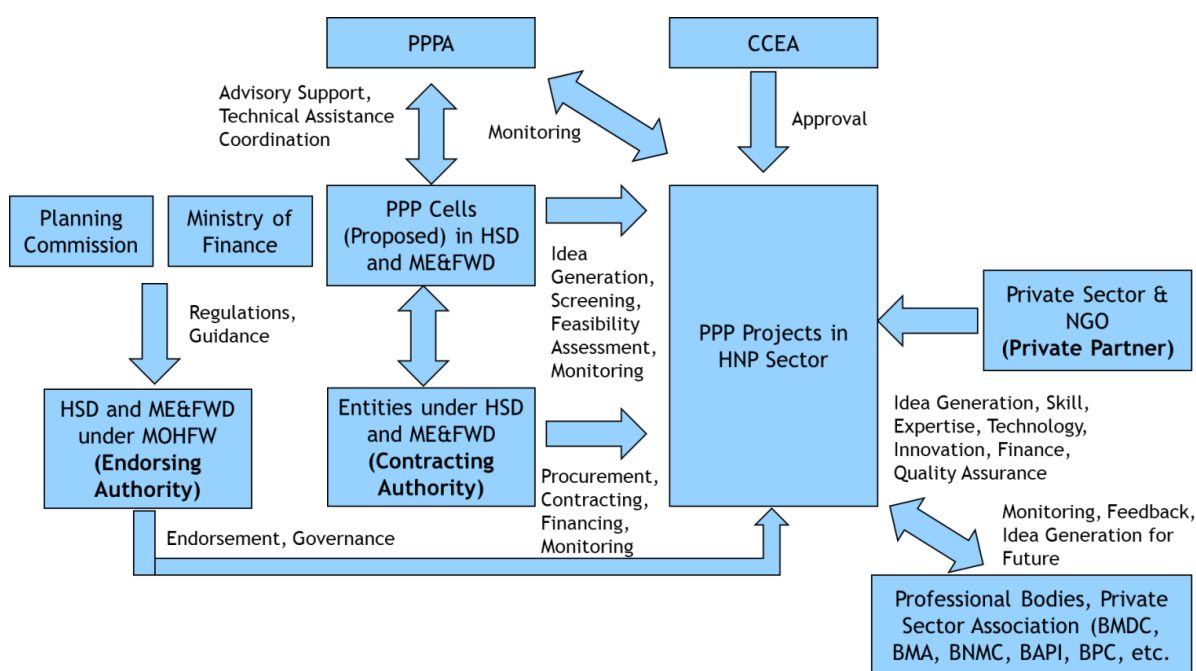 PPPA
CCEA
Advisory Support,
Technical Assistance
Coordination
Monitoring
Approval
Planning
Commission
Ministry of
Finance
PPP Cells
(Proposed) in HSD
and ME&FWD
Idea
Generation,
Screening,
Feasibility
Assessment,
Monitoring
PPP Projects in
HNP Sector
Private Sector &
NGO
(Private Partner)
Regulations,
Guidance
HSD and ME&FWD
under MOHFW
(Endorsing
Authority)
Entities under HSD
and ME&FWD
(Contracting
Authority)
Procurement,
Contracting,
Financing,
Monitoring
Idea Generation, Skill,
Expertise, Technology,
Innovation, Finance,
Quality Assurance
Endorsement, Governance
Monitoring, Feedback,
Idea Generation for
Future
Professional Bodies, Private
Sector Association (BMDC,
BMA, BNMC, BAPI, BPC, etc.